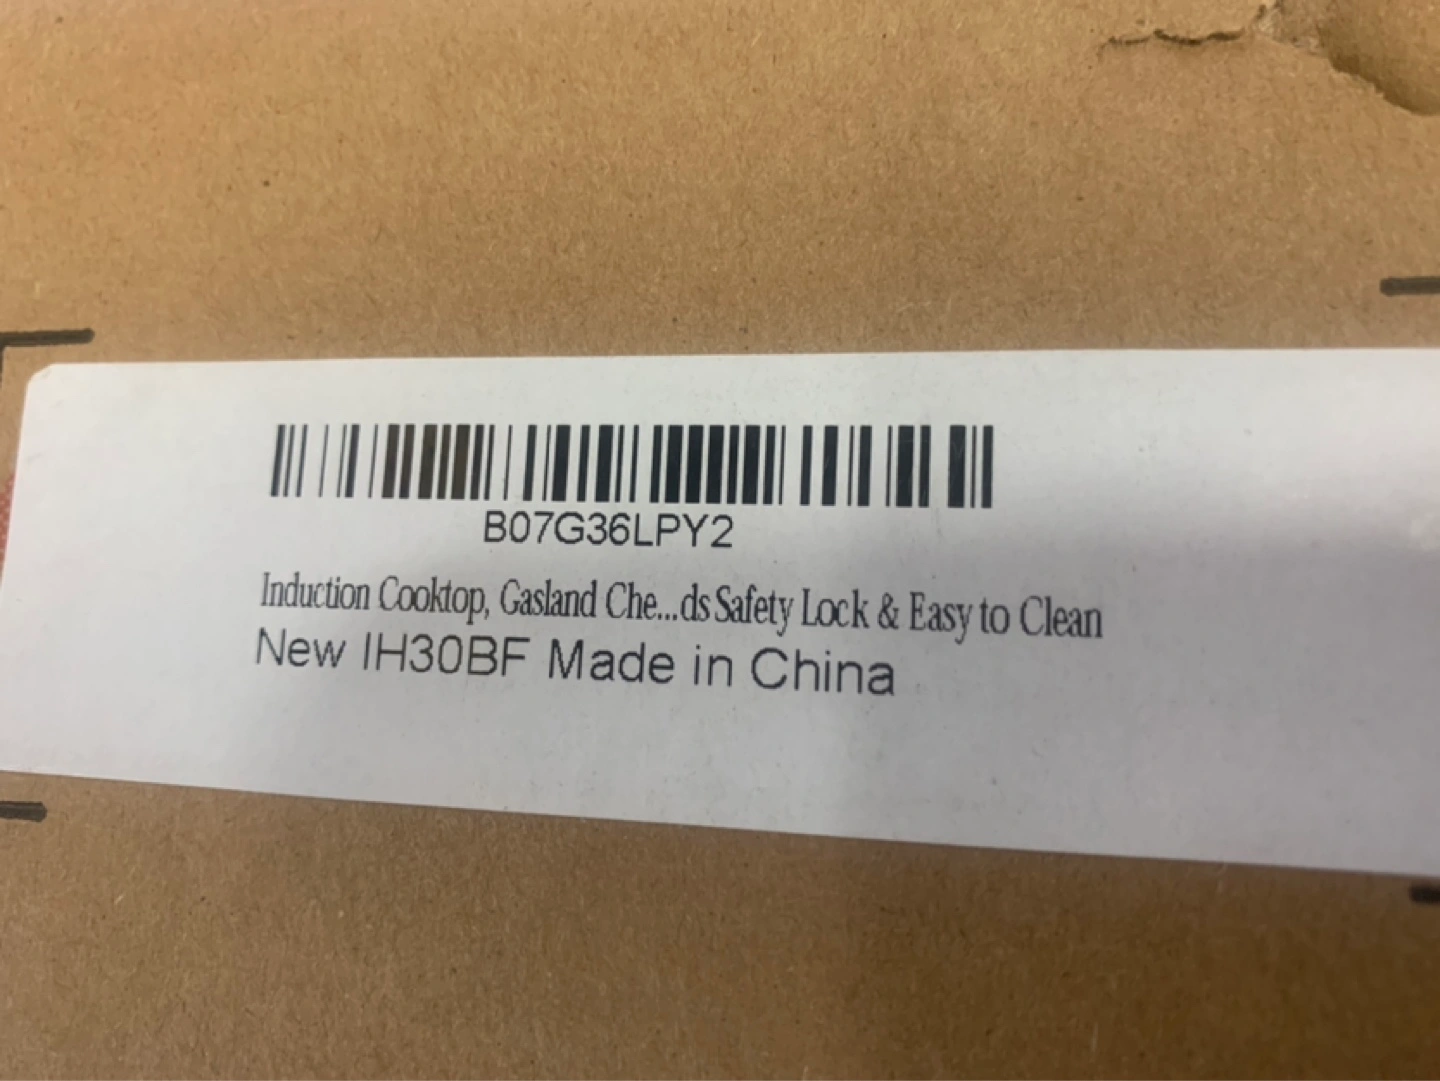 B07G36LPY2
Induction Cooktop, Gasland Che...ds Safety Lock & Easy to Clean
New IH30BF Made in China